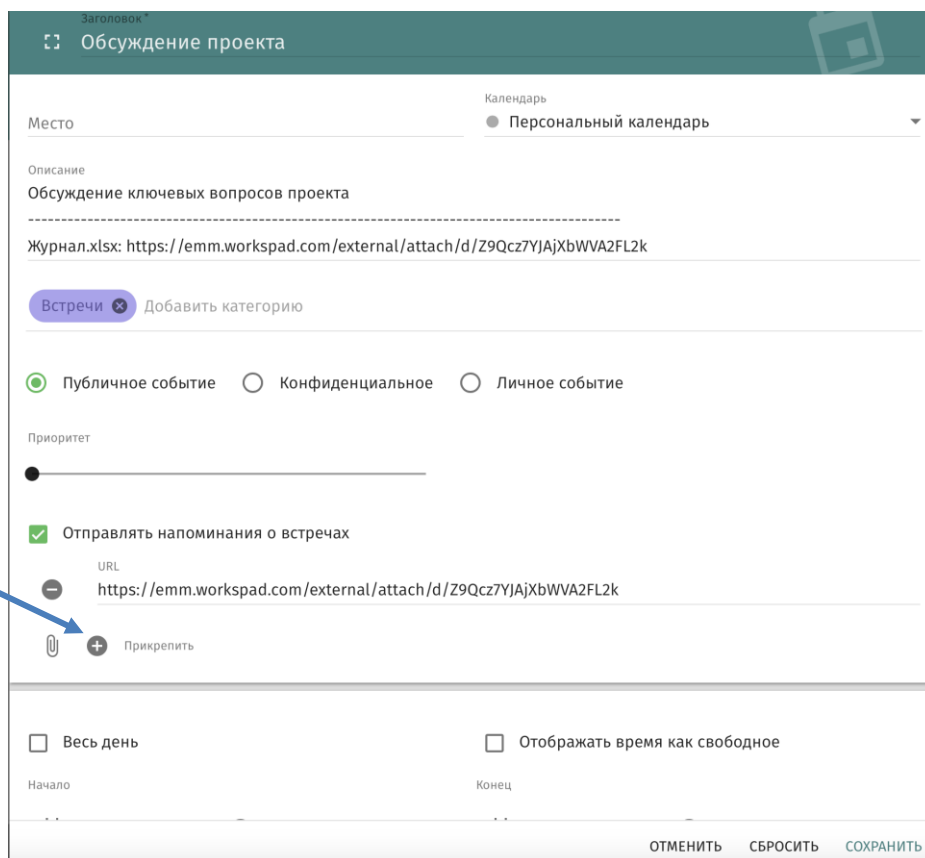 Заголовок*
Обсуждение проекта
Календарь
Место
Персональный календарь
Описание
Обсуждение ключевых вопросов проекта
------------------------------------------------------------------------------------------
Журнал.xlsx: https://emm.workspad.com/external/attach/d/Z9Qcz7YJAjXbWVA2FL2k
Встречи Добавить категорию
Публичное событие Конфиденциальное Личное событие
Приоритет
Отправлять напоминания о встречах
URL
https://emm.workspad.com/external/attach/d/Z9Qcz7YJAjXbWVA2FL2k
Прикрепить
Весь день Отображать время как свободное
Начало Конец
ОТМЕНИТЬ СБРОСИТЬ СОХРАНИТЬ